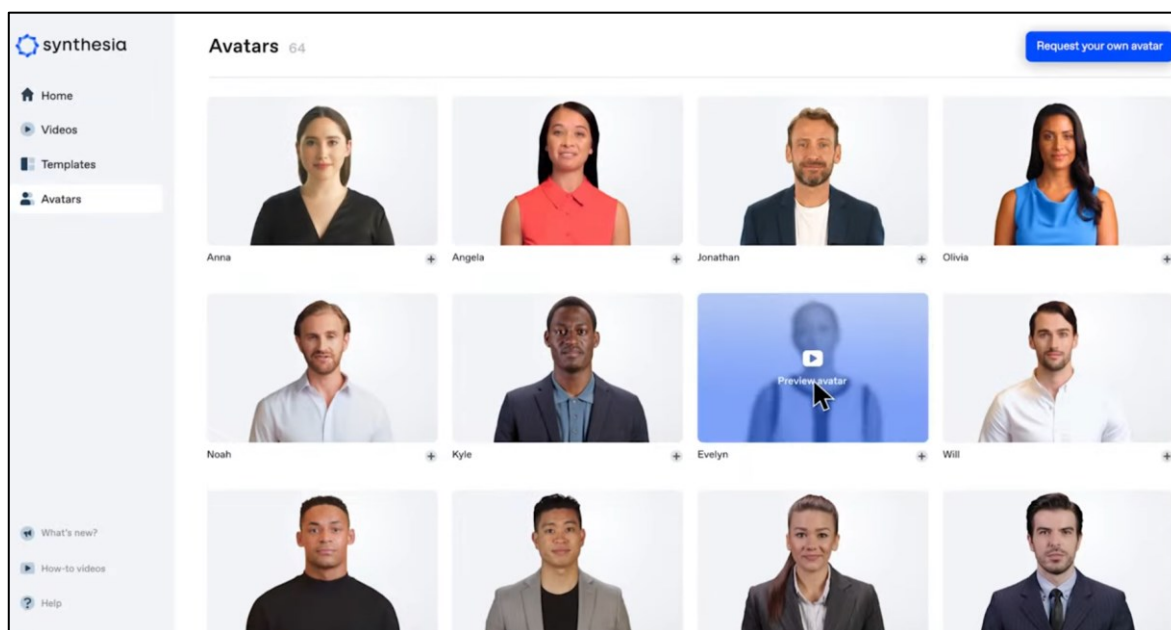 synthesia
Avatars 64
Request your own avatar
Home
Videos
Templates
Avatars
Anna
Angela
Jonathan
Olivia
Preview avatar
Noah
Kyle
Evelyn
Will
What's new?
How-to videos
? Help